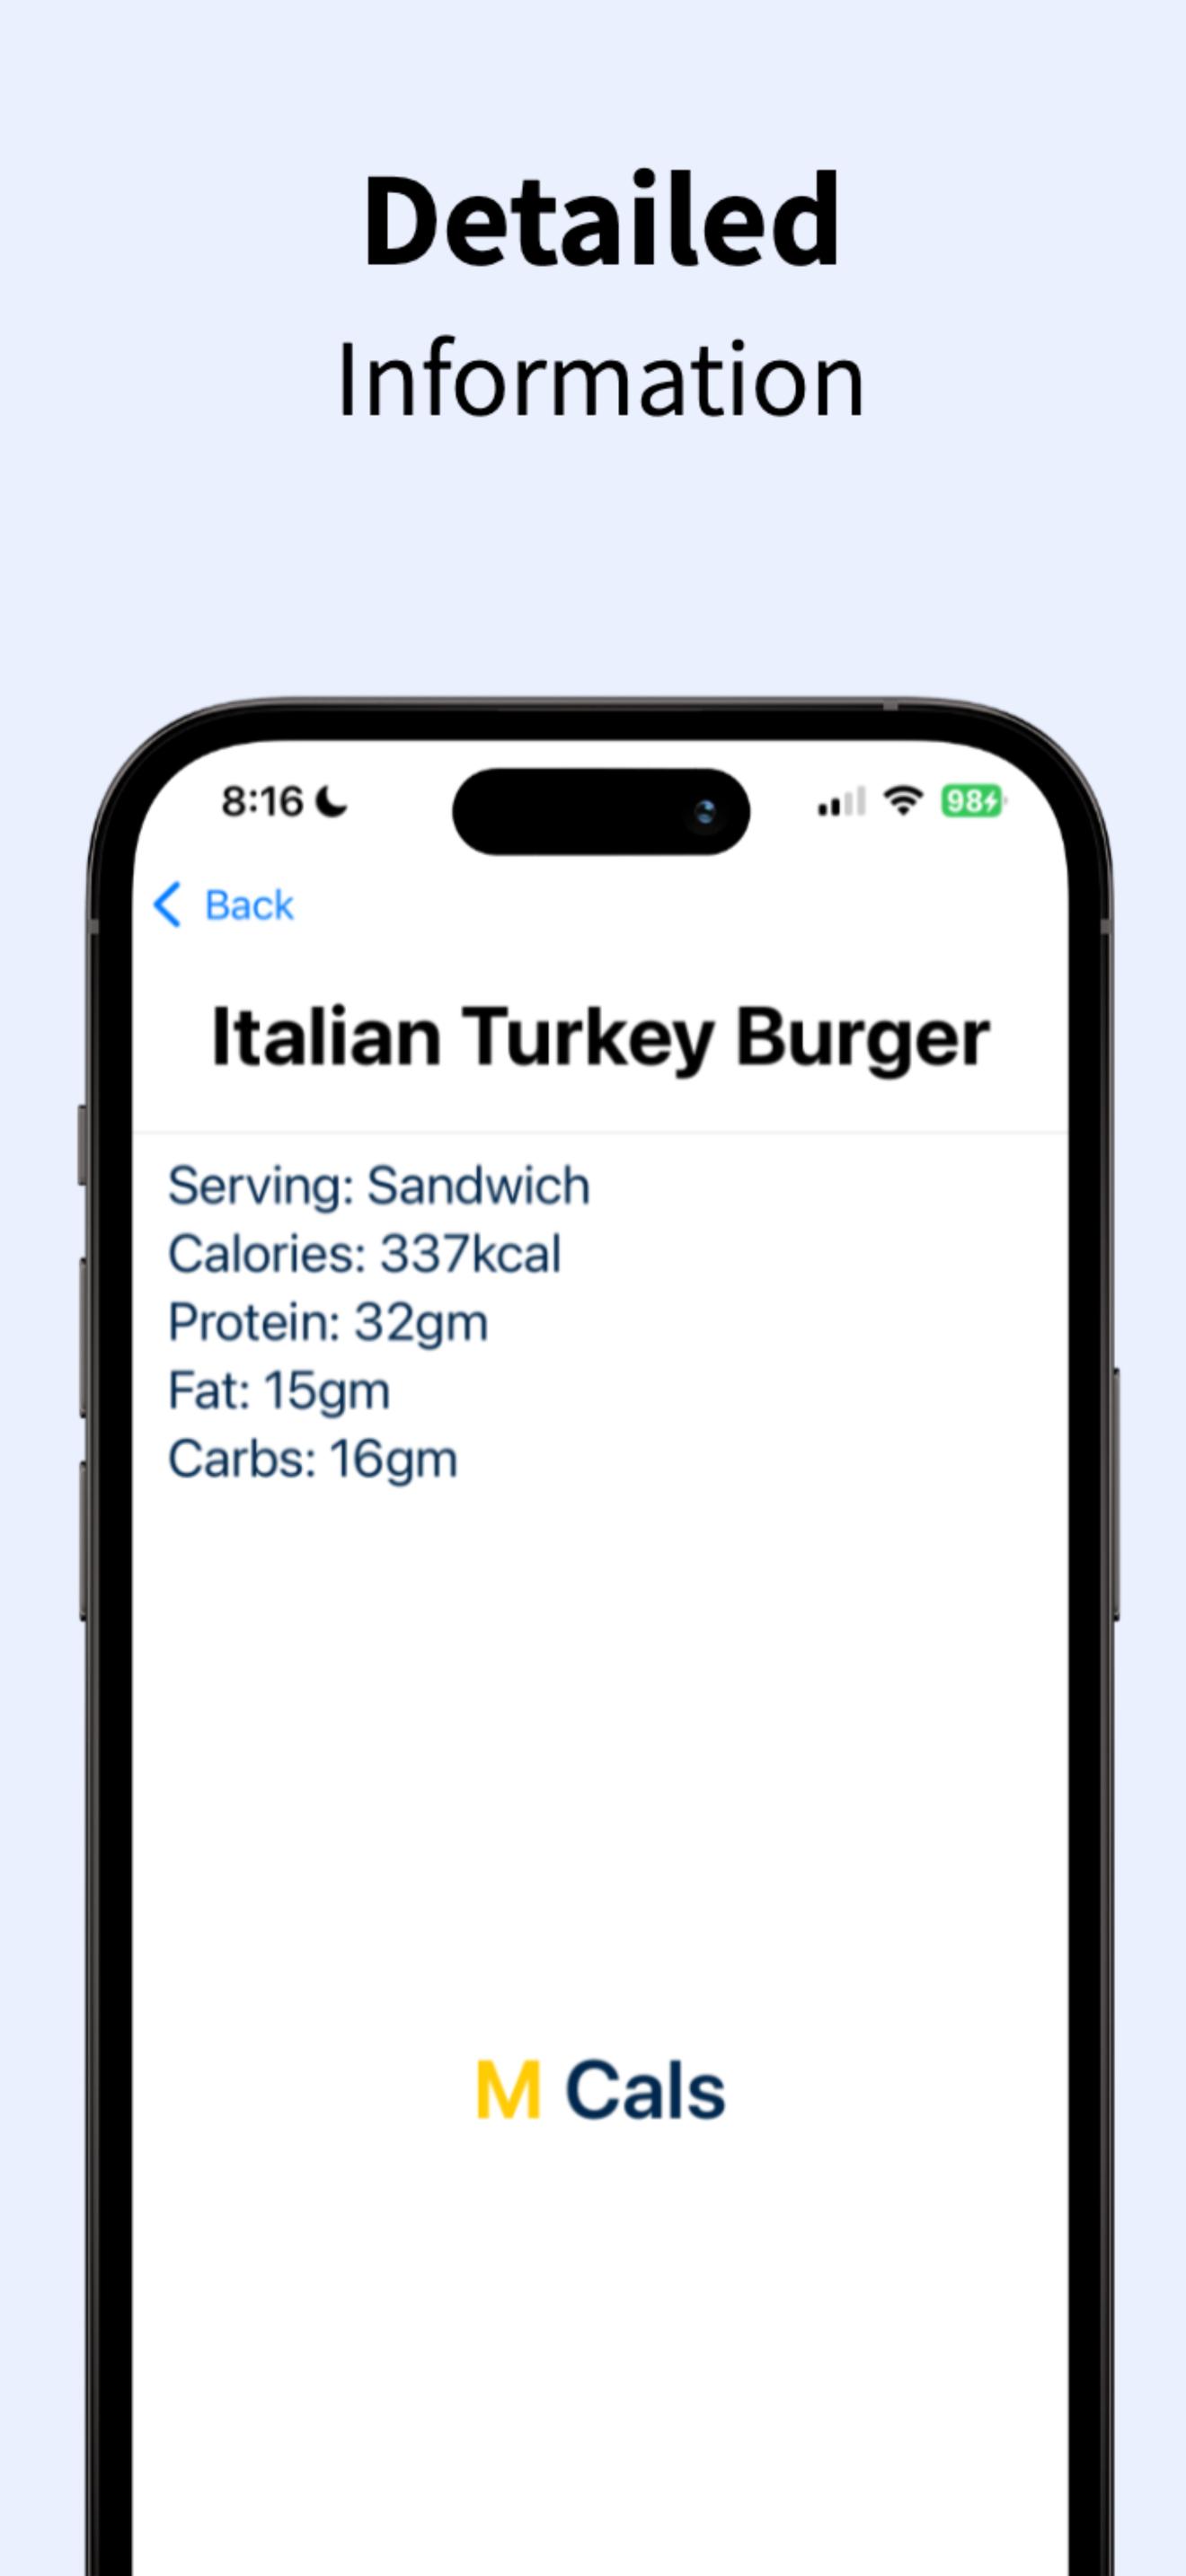 Detailed
Information
8:16
98
Back
Italian Turkey Burger
Serving: Sandwich
Calories: 337kcal
Protein: 32gm
Fat: 15gm
Carbs: 16gm
M Cals